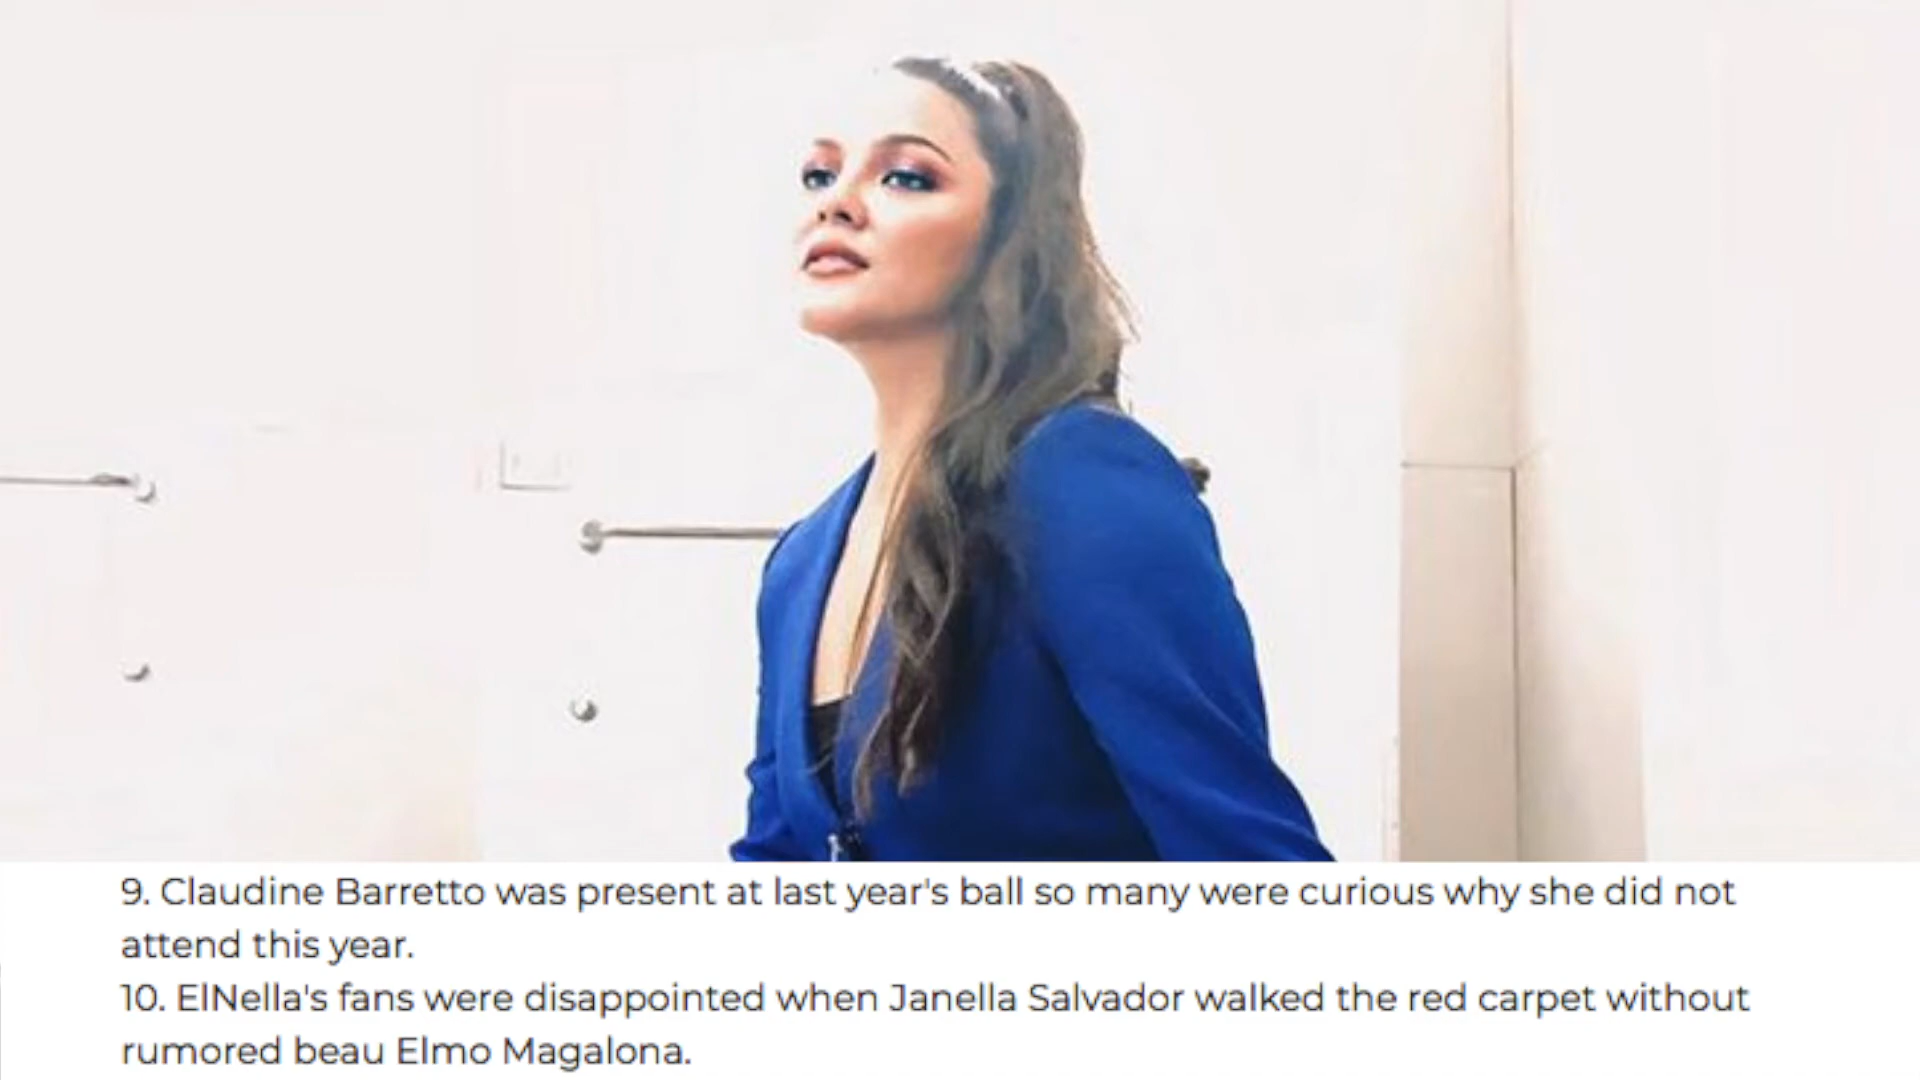 9. Claudine Barretto was present at last year's ball so many were curious why she did not
attend this year.
10. ElNella's fans were disappointed when Janella Salvador walked the red carpet without
rumored beau Elmo Magalona.